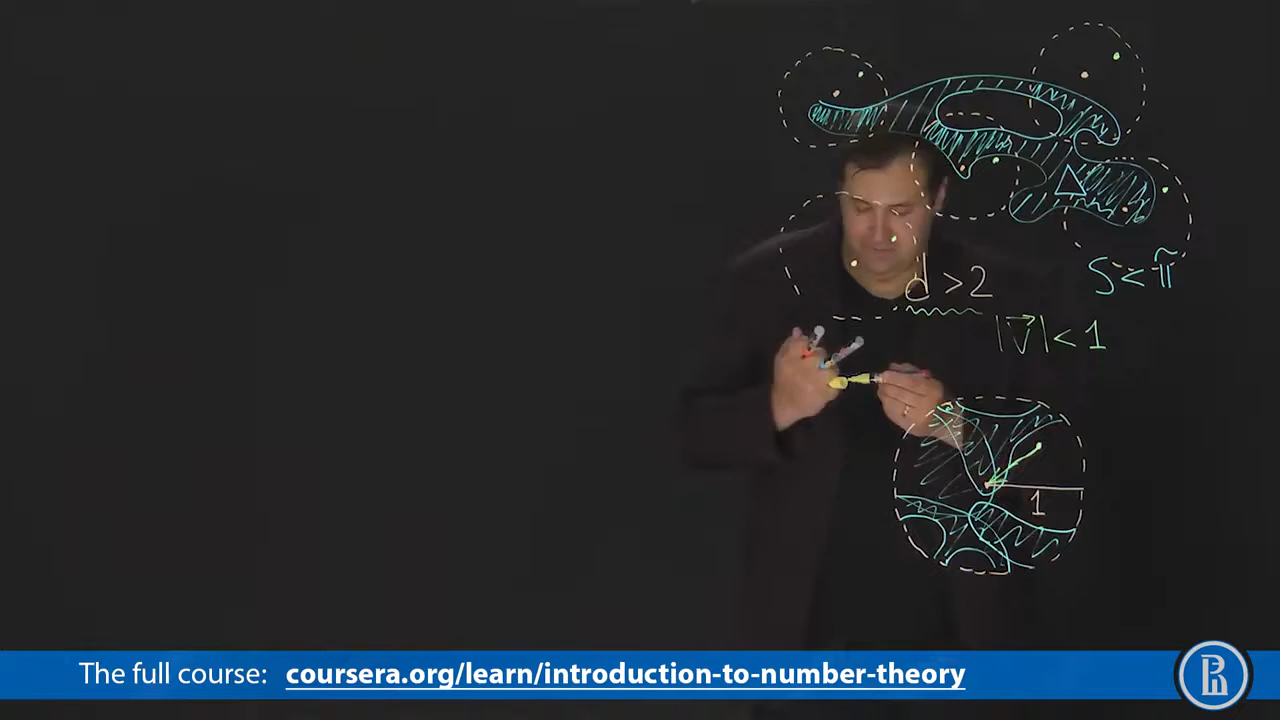 Δ
d > 2
S < π
|v⃗| < 1
1
The full course: coursera.org/learn/introduction-to-number-theory